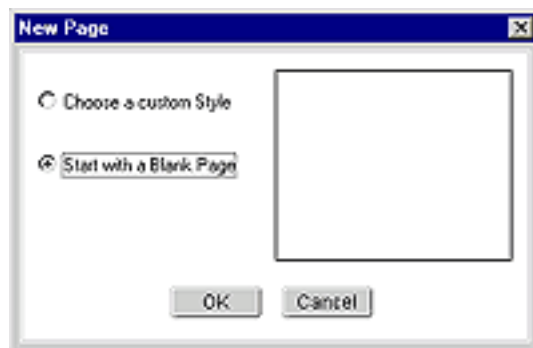 New Page
Choose a custom Style
Start with a Blank Page
OK Cancel